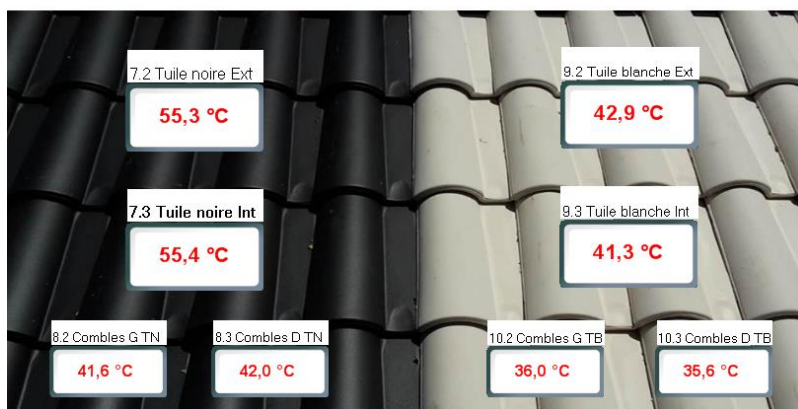 7.2 Tuile noire Ext
55,3 °C
9.2 Tuile blanche Ext
42,9 °C
7.3 Tuile noire Int
55,4 °C
9.3 Tuile blanche Int
41,3 °C
8.2 Combles G TN
41,6 °C
8.3 Combles D TN
42,0 °C
10.2 Combles G TB
36,0 °C
10.3 Combles D TB
35,6 °C